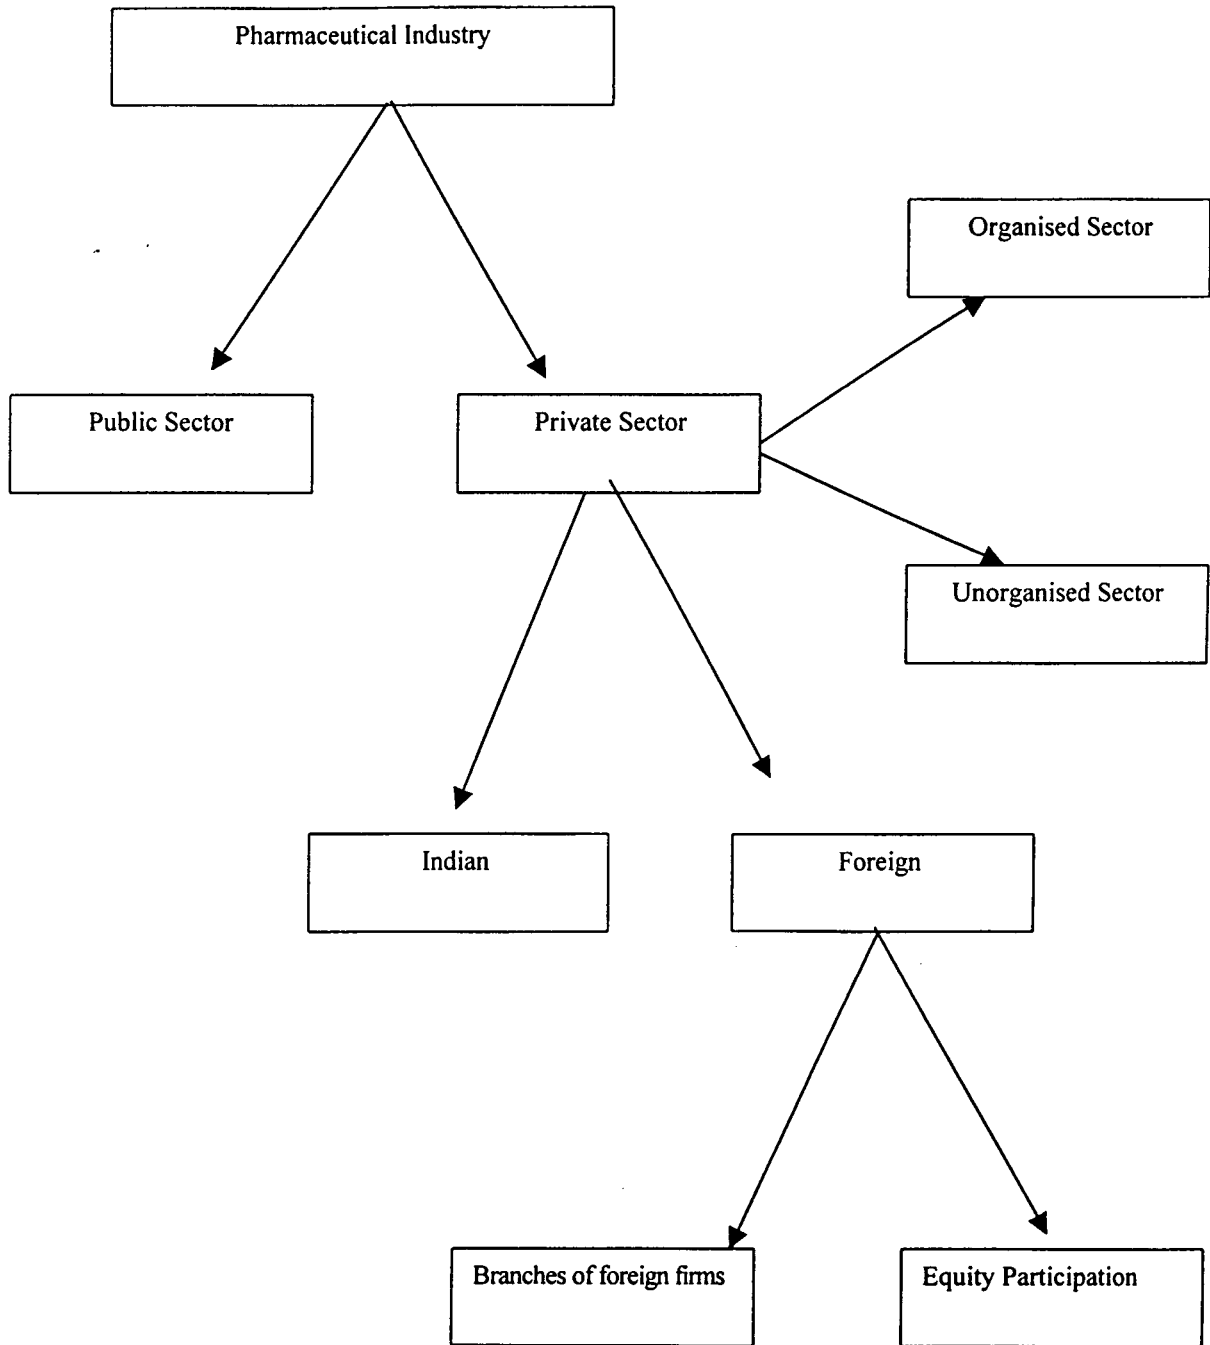 Pharmaceutical Industry
Organised Sector
Public Sector
Private Sector
Unorganised Sector
Indian
Foreign
Branches of foreign firms
Equity Participation